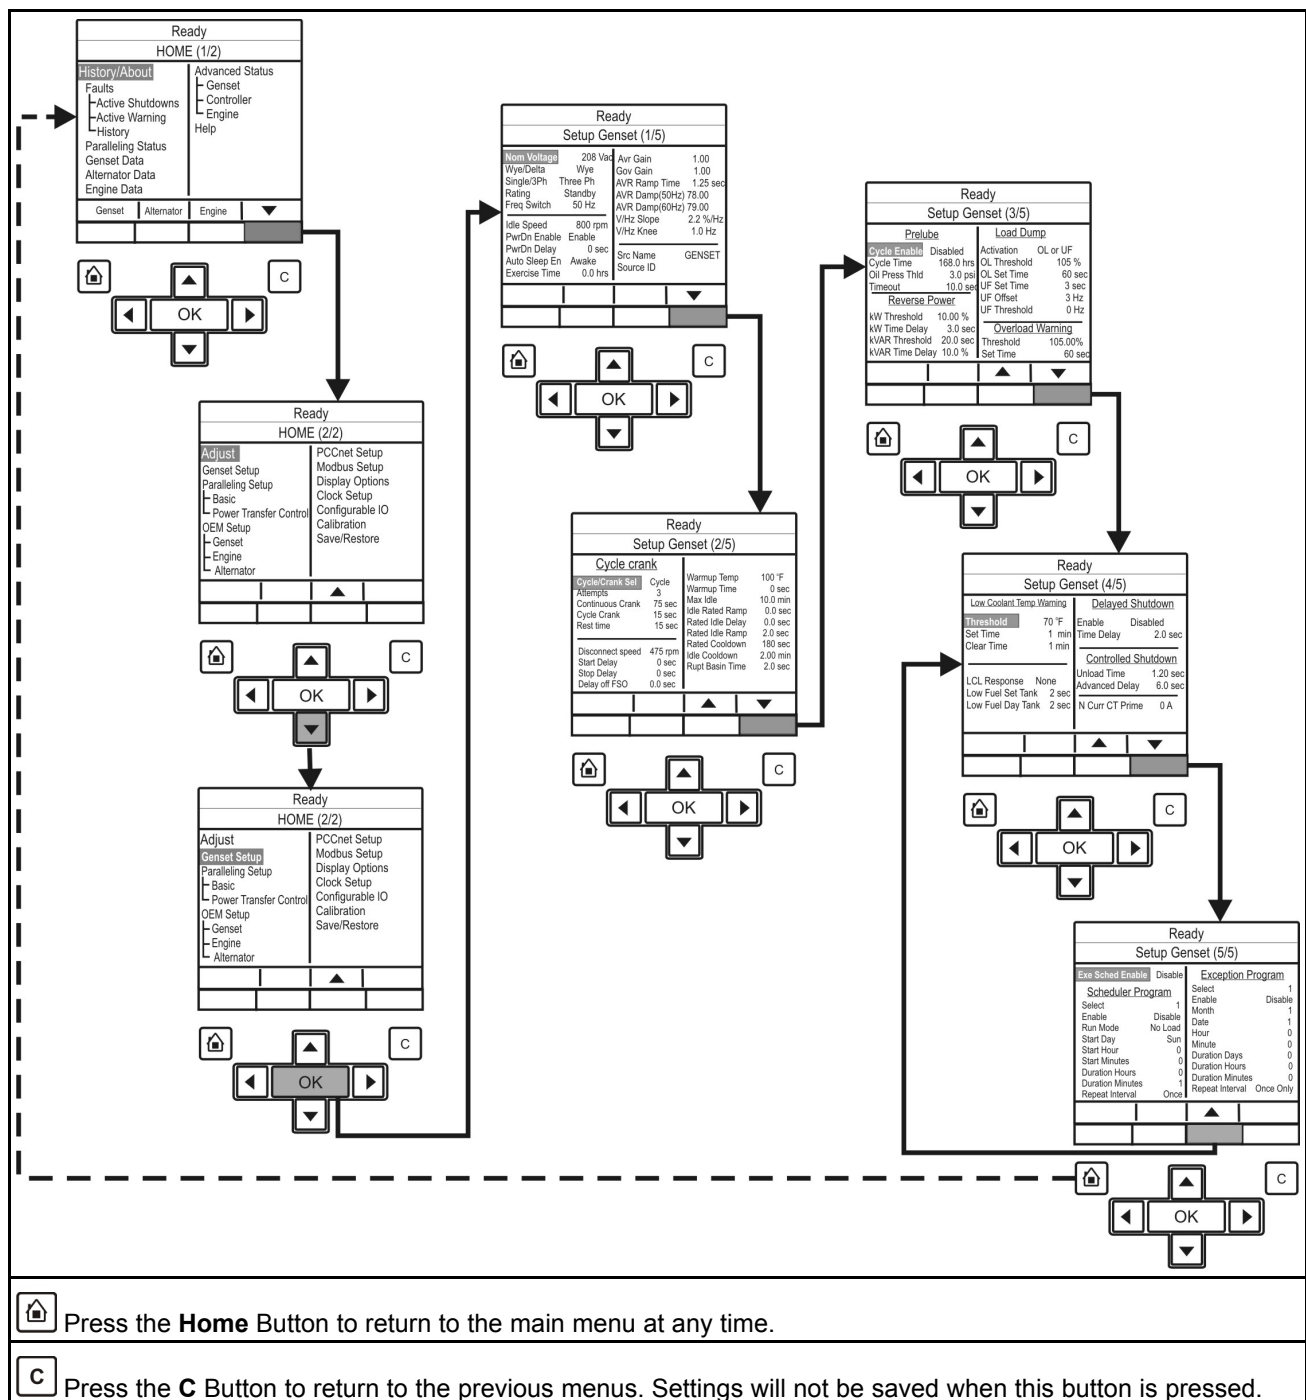 Ready
HOME (1/2)
History/About
Faults
Active Shutdowns
Active Warning
History
Paralleling Status
Genset Data
Alternator Data
Engine Data
Advanced Status
Genset
Controller
Engine
Help
Genset Alternator Engine
C
OK
Ready
HOME (2/2)
Adjust
Genset Setup
Paralleling Setup
Basic
Power Transfer Control
OEM Setup
Genset
Engine
Alternator
PCCnet Setup
Modbus Setup
Display Options
Clock Setup
Configurable IO
Calibration
Save/Restore
C
OK
Ready
HOME (2/2)
Adjust
Genset Setup
Paralleling Setup
Basic
Power Transfer Control
OEM Setup
Genset
Engine
Alternator
PCCnet Setup
Modbus Setup
Display Options
Clock Setup
Configurable IO
Calibration
Save/Restore
C
OK
Ready
Setup Genset (1/5)
Nom Voltage 208 Vac
Wye/Delta Wye
Single/3Ph Three Ph
Rating Standby
Freq Switch 50 Hz
Idle Speed 800 rpm
PwrDn Enable Enable
PwrDn Delay 0 sec
Auto Sleep En Awake
Exercise Time 0.0 hrs
Avr Gain 1.00
Gov Gain 1.00
AVR Ramp Time 1.25 sec
AVR Damp(50Hz) 78.00
AVR Damp(60Hz) 79.00
V/Hz Slope 2.2 %/Hz
V/Hz Knee 1.0 Hz
Src Name GENSET
Source ID
C
OK
Ready
Setup Genset (2/5)
Cycle crank
Cycle/Crank Sel Cycle
Attempts 3
Continuous Crank 75 sec
Cycle Crank 15 sec
Rest time 15 sec
Disconnect speed 475 rpm
Start Delay 0 sec
Stop Delay 0 sec
Delay off FSO 0.0 sec
Warmup Temp 100 °F
Warmup Time 0 sec
Max Idle 10.0 min
Idle Rated Ramp 0.0 sec
Rated Idle Delay 0.0 sec
Rated Idle Ramp 2.0 sec
Rated Cooldown 180 sec
Idle Cooldown 2.00 min
Rupt Basin Time 2.0 sec
C
OK
Ready
Setup Genset (3/5)
Prelube
Cycle Enable Disabled
Cycle Time 168.0 hrs
Oil Press Thld 3.0 psi
Timeout 10.0 sec
Reverse Power
kW Threshold 10.00 %
kW Time Delay 3.0 sec
kVAR Threshold 20.0 sec
kVAR Time Delay 10.0 %
Load Dump
Activation OL or UF
OL Threshold 105 %
OL Set Time 60 sec
UF Set Time 3 sec
UF Offset 3 Hz
UF Threshold 0 Hz
Overload Warning
Threshold 105.00%
Set Time 60 sec
C
OK
Ready
Setup Genset (4/5)
Low Coolant Temp Warning
Threshold 70 °F
Set Time 1 min
Clear Time 1 min
LCL Response None
Low Fuel Set Tank 2 sec
Low Fuel Day Tank 2 sec
Delayed Shutdown
Enable Disabled
Time Delay 2.0 sec
Controlled Shutdown
Unload Time 1.20 sec
Advanced Delay 6.0 sec
N Curr CT Prime 0 A
C
OK
Ready
Setup Genset (5/5)
Exe Sched Enable Disable
Scheduler Program
Select 1
Enable Disable
Run Mode No Load
Start Day Sun
Start Hour 0
Start Minutes 0
Duration Hours 0
Duration Minutes 1
Repeat Interval Once
Exception Program
Select 1
Enable Disable
Month 1
Date 1
Hour 0
Minute 0
Duration Days 0
Duration Hours 0
Duration Minutes 0
Repeat Interval Once Only
C
OK
Press the Home Button to return to the main menu at any time.
C Press the C Button to return to the previous menus. Settings will not be saved when this button is pressed.